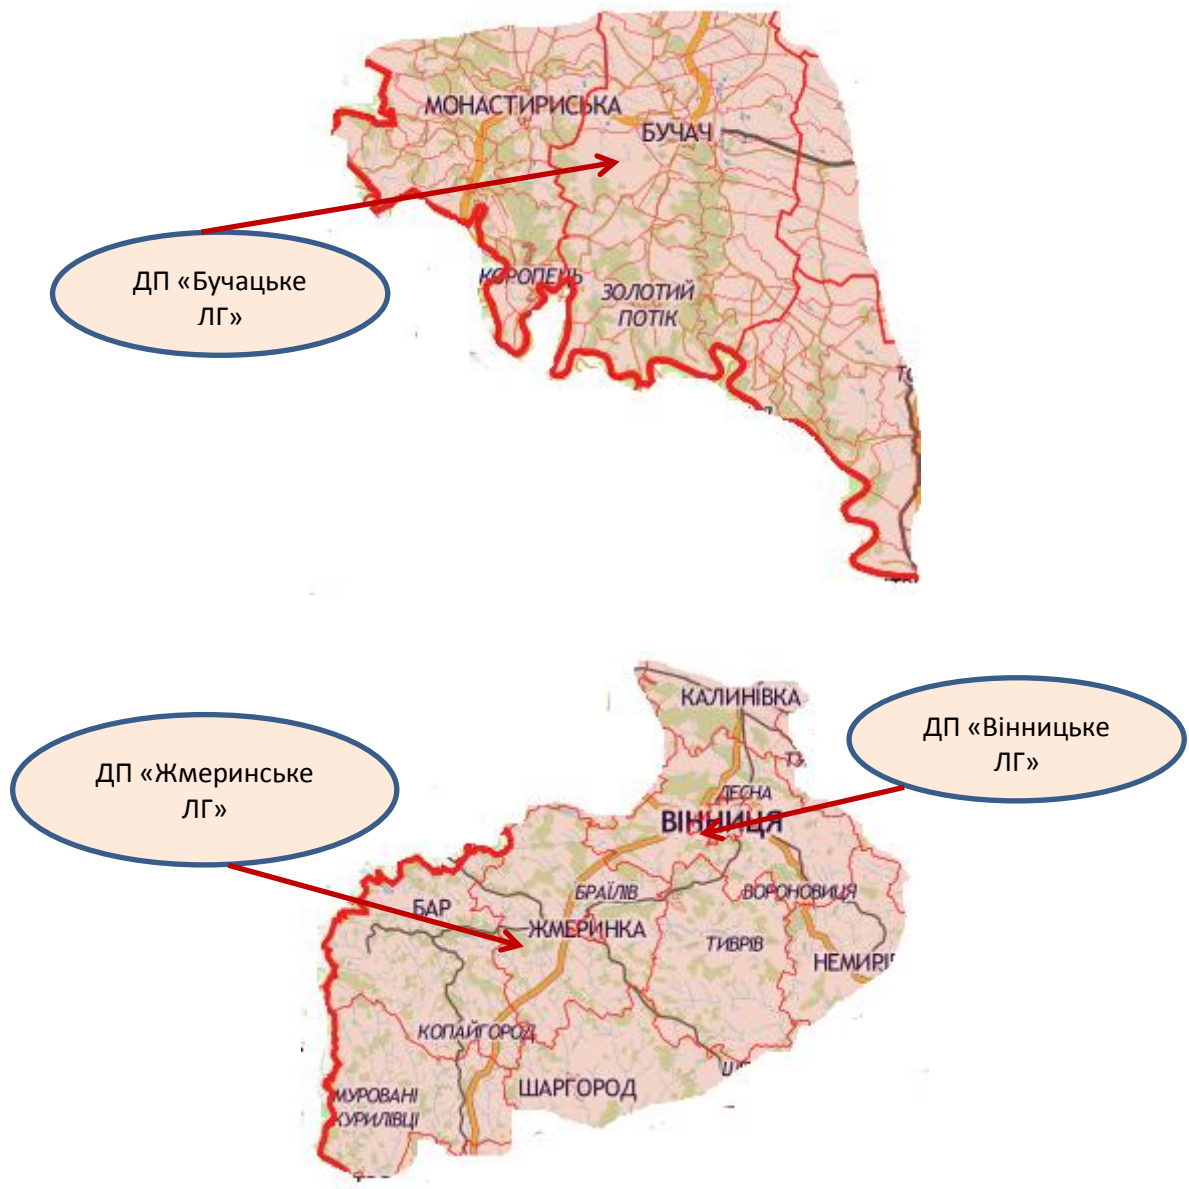 МОНАСТИРИСЬКА
БУЧАЧ
ДП «Бучацьке
ЛГ»
КОРОПЕЦЬ
ЗОЛОТИЙ
ПОТІК
КАЛИНІВКА
ДП «Вінницьке
ЛГ»
ДП «Жмеринське
ЛГ»
ДЕСНА
ВІННИЦЯ
БРАЇЛІВ
ВОРОНОВИЦЯ
БАР
ЖМЕРИНКА
ТИВРІВ
НЕМИРІ
КОПАЙГОРОД
ШАРГОРОД
МУРОВАНІ
КУРИЛІВЦІ